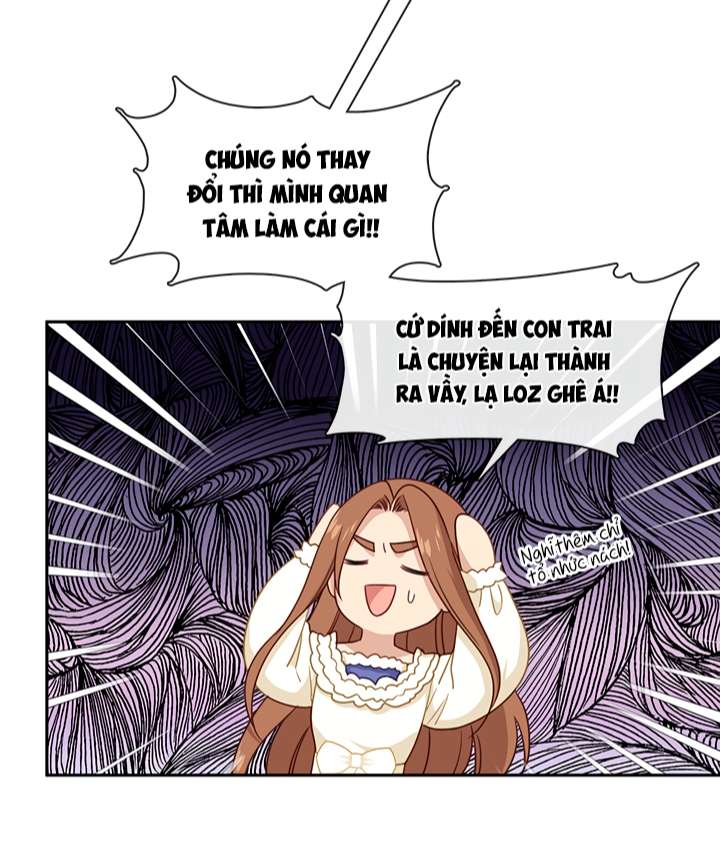 CHÚNG NÓ THAY
ĐỔI THÌ MÌNH QUAN
TÂM LÀM CÁI GÌ!!
CỨ DÍNH ĐẾN CON TRAI
LÀ CHUYỆN LẠI THÀNH
RA VẦY, LẠ LOZ GHÊ Á!!
Nghĩ thêm chỉ
tổ nhức nách!